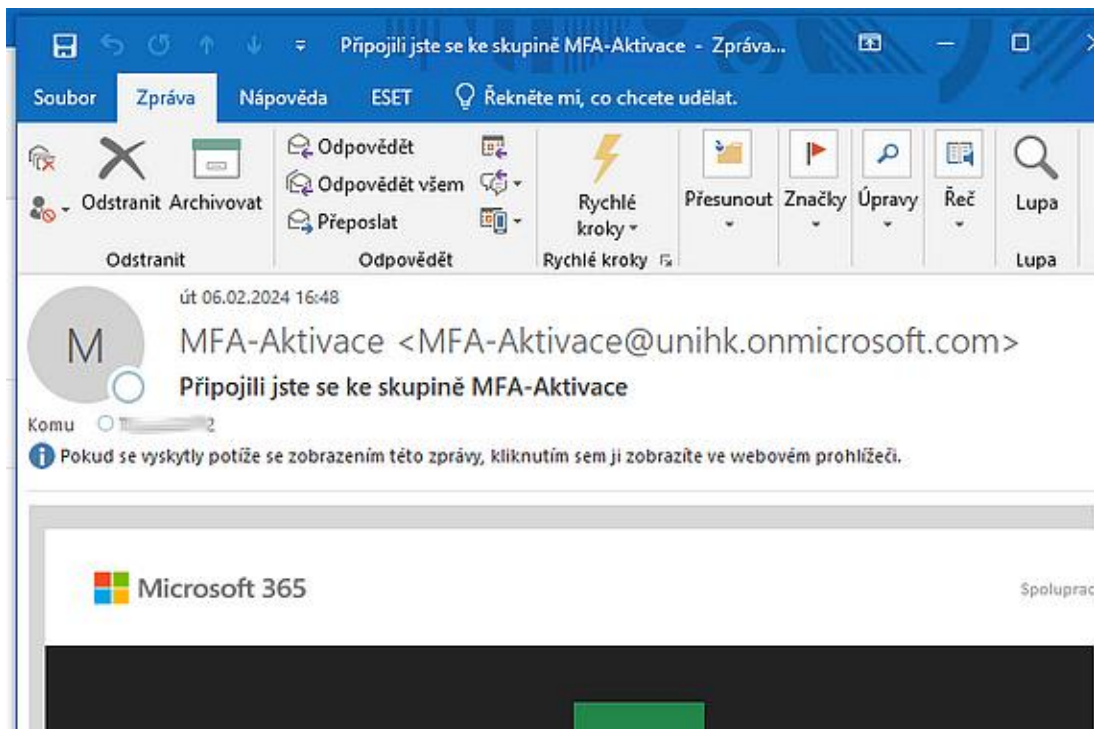 Připojili jste se ke skupině MFA-Aktivace - Zpráva...
Soubor Zpráva Nápověda ESET Řekněte mi, co chcete udělat.
Odstranit Archivovat
Odpovědět
Odpovědět všem
Přeposlat
Rychlé kroky
Přesunout Značky Úpravy Řeč Lupa
Odstranit Odpovědět Rychlé kroky Lupa
út 06.02.2024 16:48
M
MFA-Aktivace <MFA-Aktivace@unihk.onmicrosoft.com>
Připojili jste se ke skupině MFA-Aktivace
Komu
Pokud se vyskytly potíže se zobrazením této zprávy, kliknutím sem ji zobrazíte ve webovém prohlížeči.
Microsoft 365
Spoluprac